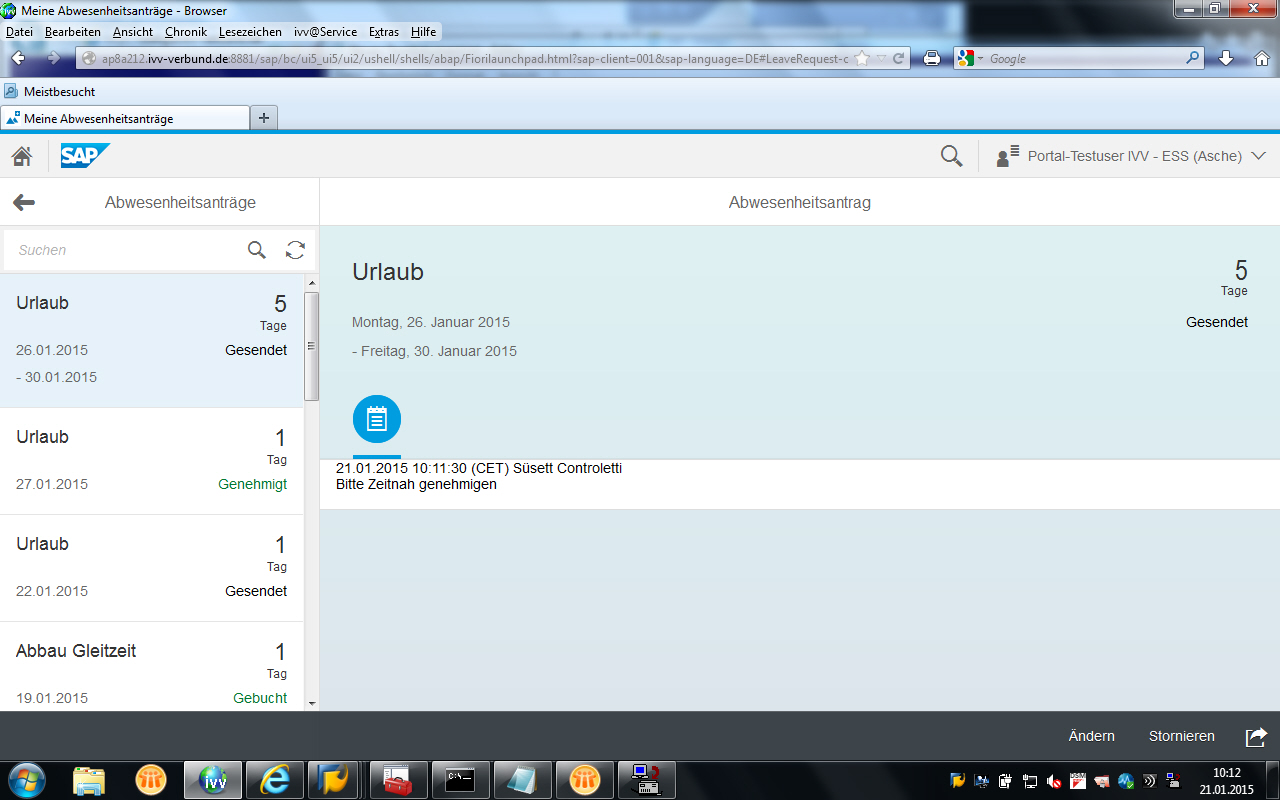 Meine Abwesenheitsanträge - Browser
Datei Bearbeiten Ansicht Chronik Lesezeichen ivv@Service Extras Hilfe
ap8a212.ivv-verbund.de:8881/sap/bc/ui5_ui5/ui2/ushell/shells/abap/Fiorilaunchpad.html?sap-client=001&sap-language=DE#LeaveRequest-c
Google
Meistbesucht
Meine Abwesenheitsanträge
SAP
Portal-Testuser IVV - ESS (Asche)
Abwesenheitsanträge
Abwesenheitsantrag
Suchen
Urlaub 5
Tage
26.01.2015 Gesendet
- 30.01.2015
Urlaub 1
Tag
27.01.2015 Genehmigt
Urlaub 1
Tag
22.01.2015 Gesendet
Abbau Gleitzeit 1
Tag
19.01.2015 Gebucht
Urlaub 5
Tage
Montag, 26. Januar 2015 Gesendet
- Freitag, 30. Januar 2015
21.01.2015 10:11:30 (CET) Süsett Controletti
Bitte Zeitnah genehmigen
Ändern Stornieren
ivv
C:\
10:12
21.01.2015